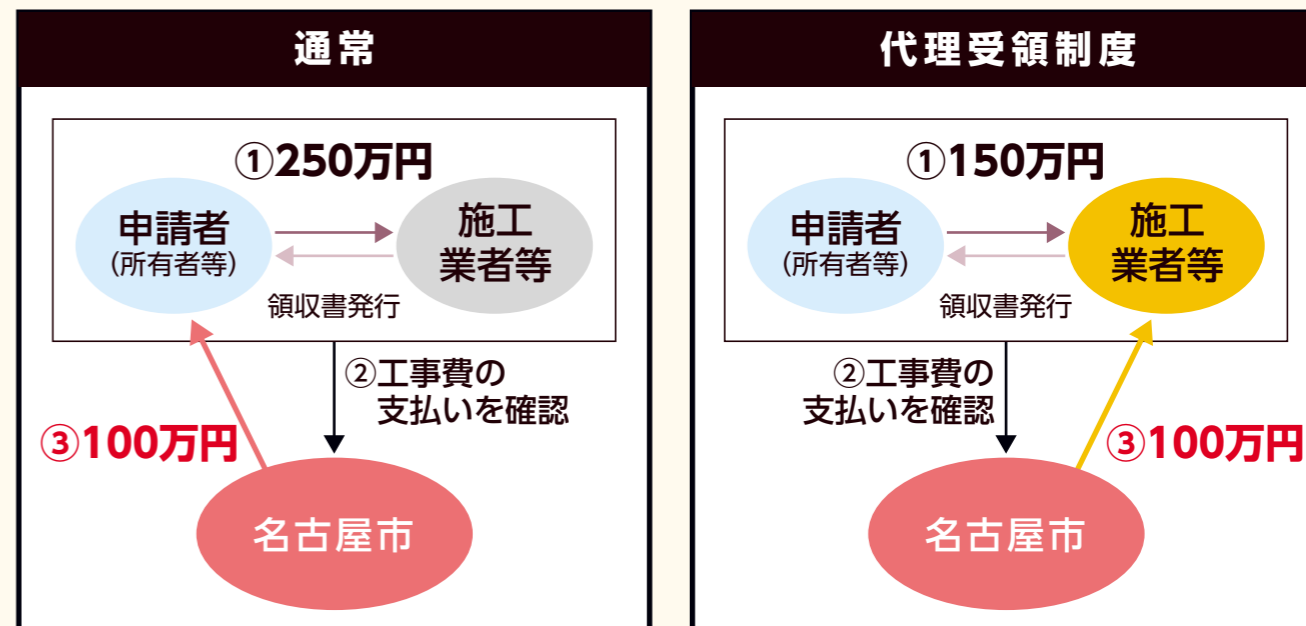 通常
①250万円
申請者
(所有者等)
施工
業者等
領収書発行
②工事費の
支払いを確認
③100万円
名古屋市
代理受領制度
①150万円
申請者
(所有者等)
施工
業者等
領収書発行
②工事費の
支払いを確認
③100万円
名古屋市